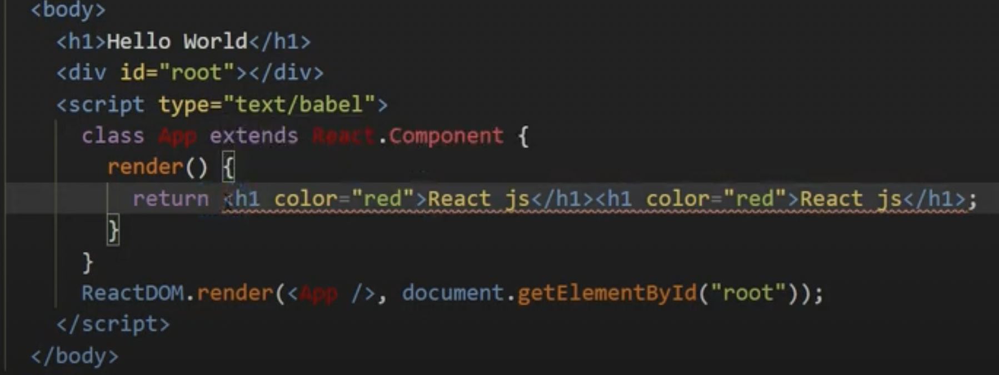 <body>
<h1>Hello World</h1>
<div id="root"></div>
<script type="text/babel">
class App extends React.Component {
render() {
return <h1 color="red">React js</h1><h1 color="red">React js</h1>;
}
}
ReactDOM.render(<App />, document.getElementById("root"));
</script>
</body>